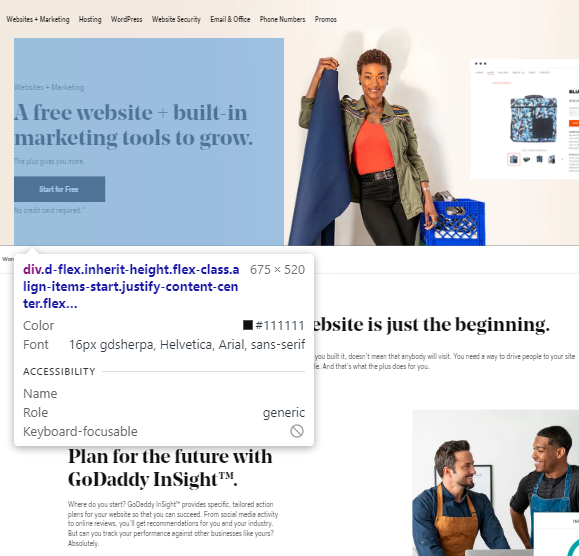 Websites + Marketing Hosting WordPress Website Security Email & Office Phone Numbers Promos
Websites + Marketing
A free website + built-in
marketing tools to grow.
The plus gives you more.
Start for Free
No credit card required.*
div.d-flex.inherit-height.flex-class.a
lign-items-start.justify-content-cen
ter.flex...
675 × 520
Color #111111
Font 16px gdsherpa, Helvetica, Arial, sans-serif
ACCESSIBILITY
Name
Role generic
Keyboard-focusable
ebsite is just the beginning.
you built it, doesn't mean that anybody will visit. You need a way to drive people to your site
And that's what the plus does for you.
Plan for the future with
GoDaddy InSight™.
Where do you start? GoDaddy InSight™ provides specific, tailored action
plans for your website so that you can succeed. From social media activity
to online reviews, you'll get recommendations for you and your industry.
But can you track your performance against other businesses like yours?
Absolutely.